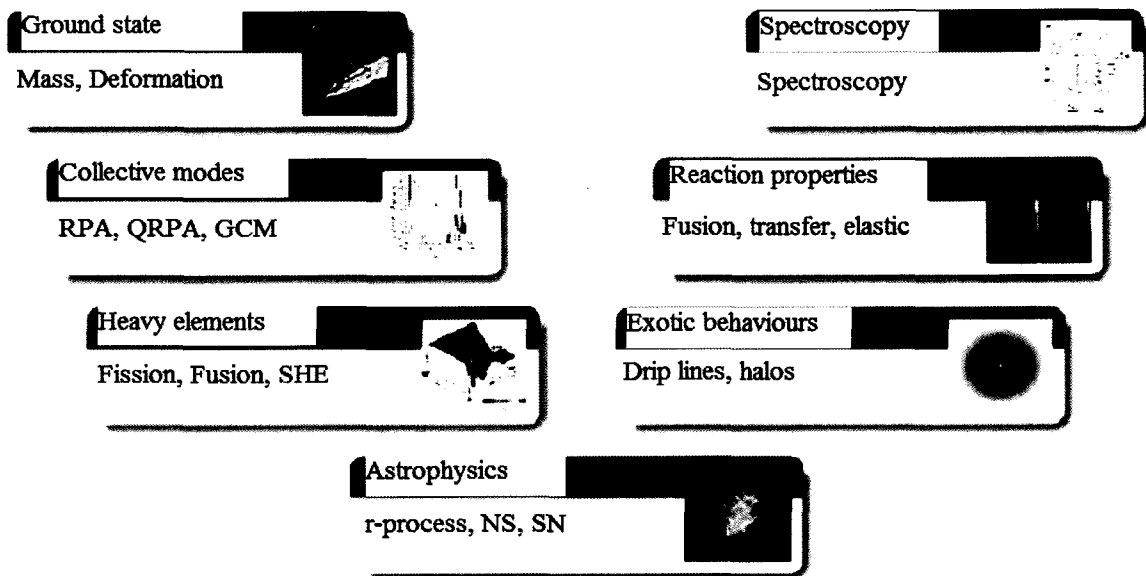 Ground state
Mass, Deformation
Spectroscopy
Spectroscopy
Collective modes
RPA, QRPA, GCM
Reaction properties
Fusion, transfer, elastic
Heavy elements
Fission, Fusion, SHE
Exotic behaviours
Drip lines, halos
Astrophysics
r-process, NS, SN